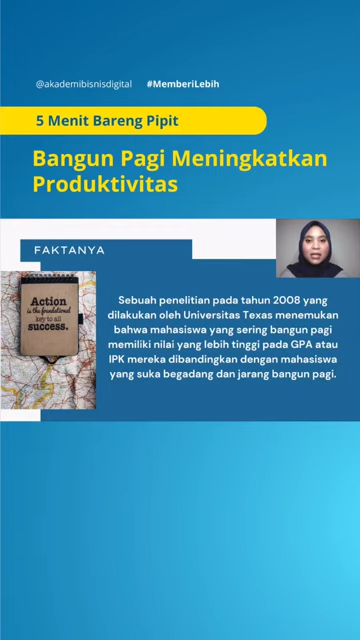 @akademibisnisdigital #MemberiLebih
5 Menit Bareng Pipit
Bangun Pagi Meningkatkan
Produktivitas
FAKTANYA
Action
is the foundational
key to all
success.
Sebuah penelitian pada tahun 2008 yang
dilakukan oleh Universitas Texas menemukan
bahwa mahasiswa yang sering bangun pagi
memiliki nilai yang lebih tinggi pada GPA atau
IPK mereka dibandingkan dengan mahasiswa
yang suka begadang dan jarang bangun pagi.